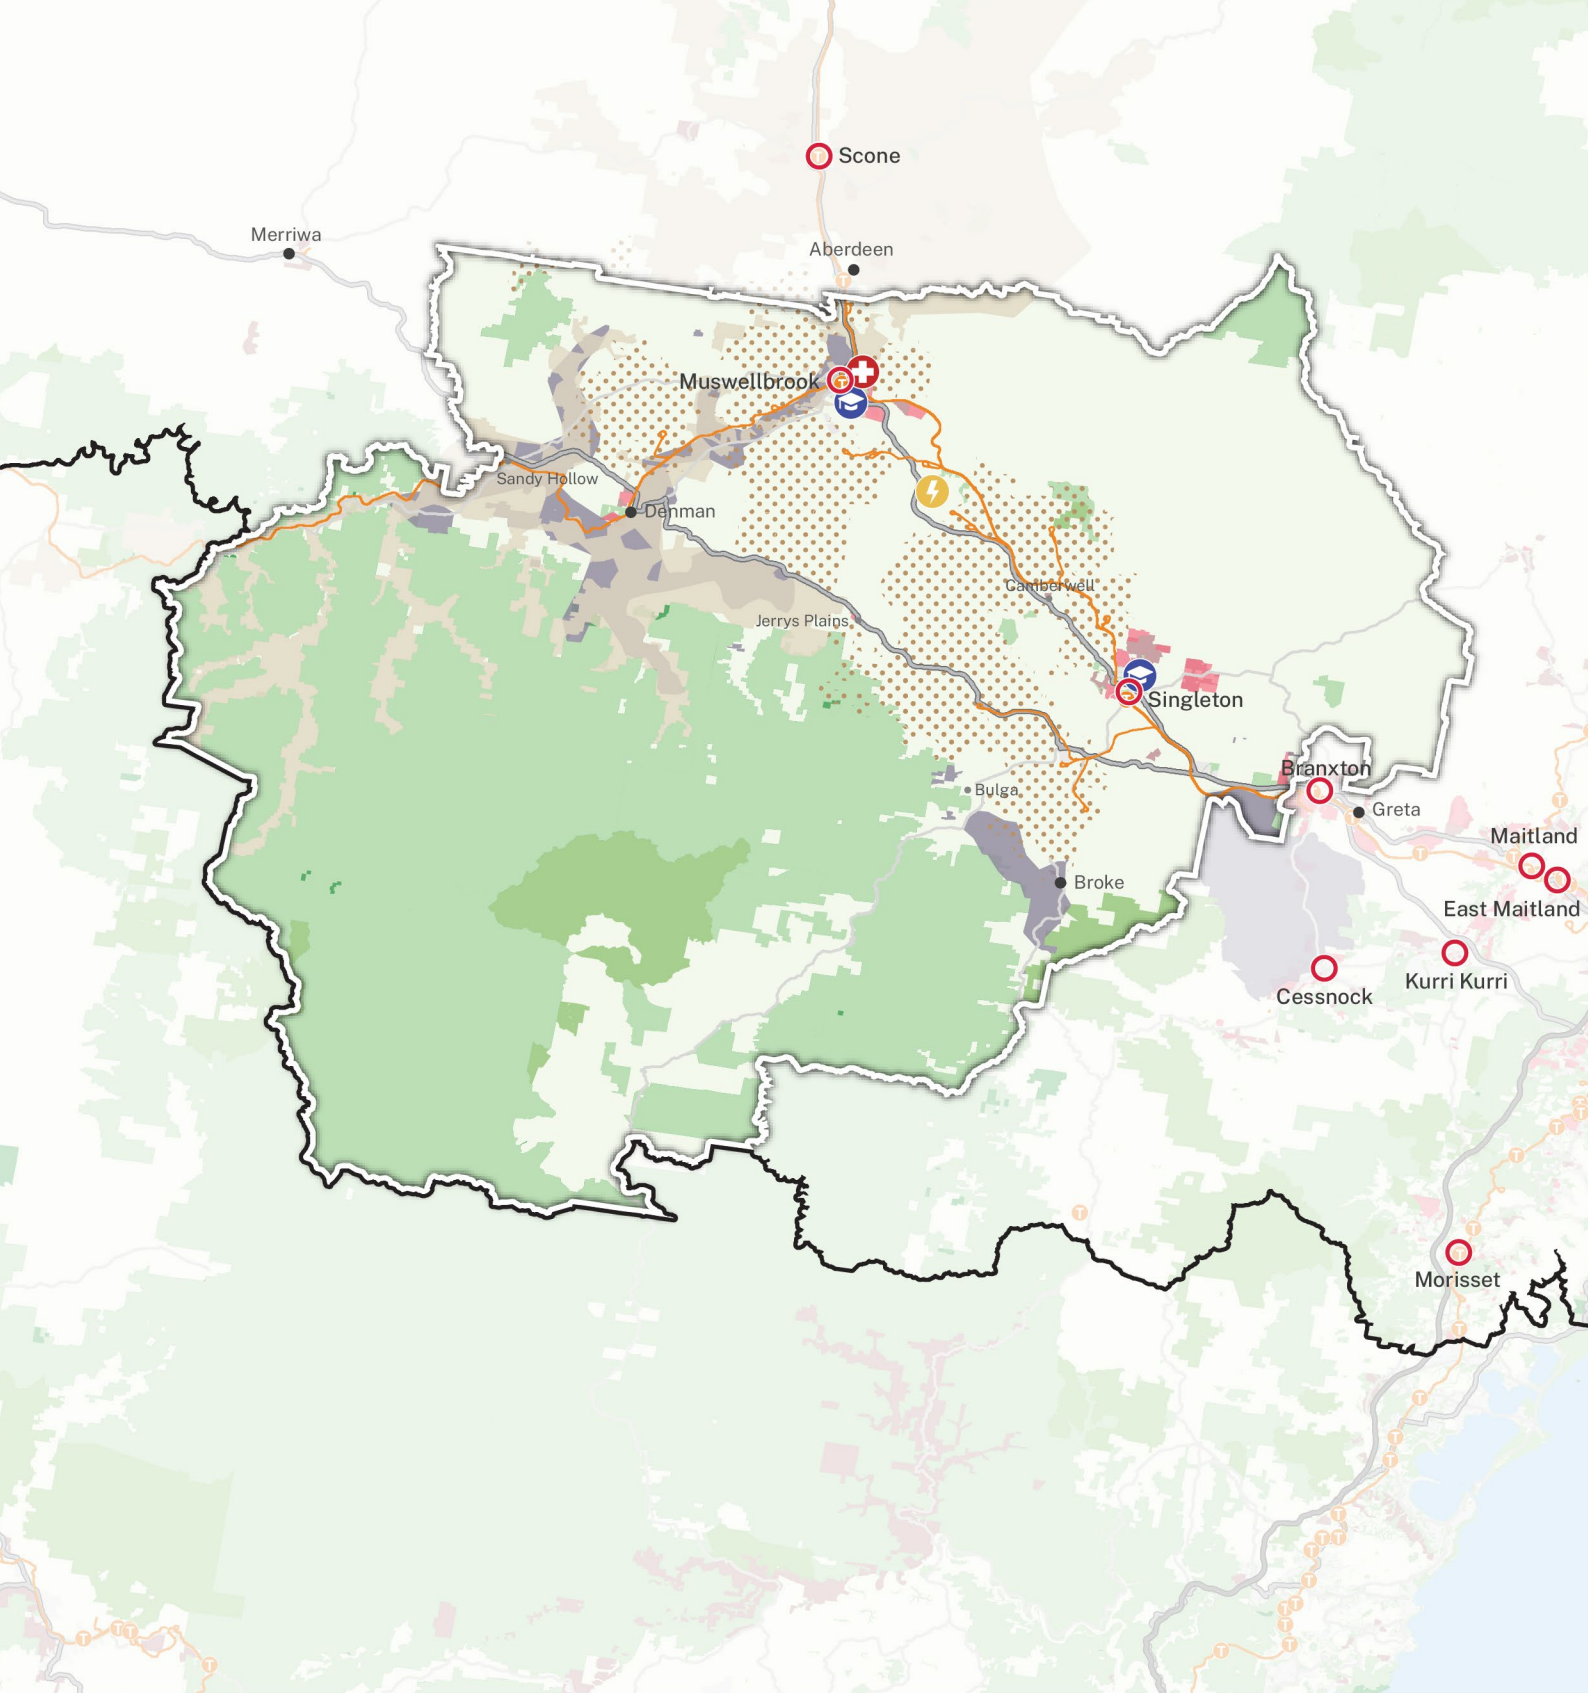 Scone
Merriwa
Aberdeen
Muswellbrook
Sandy Hollow
Denman
Camberwell
Jerrys Plains
Singleton
Branxton
Bulga
Greta
Maitland
Broke
East Maitland
Kurri Kurri
Cessnock
Morisset